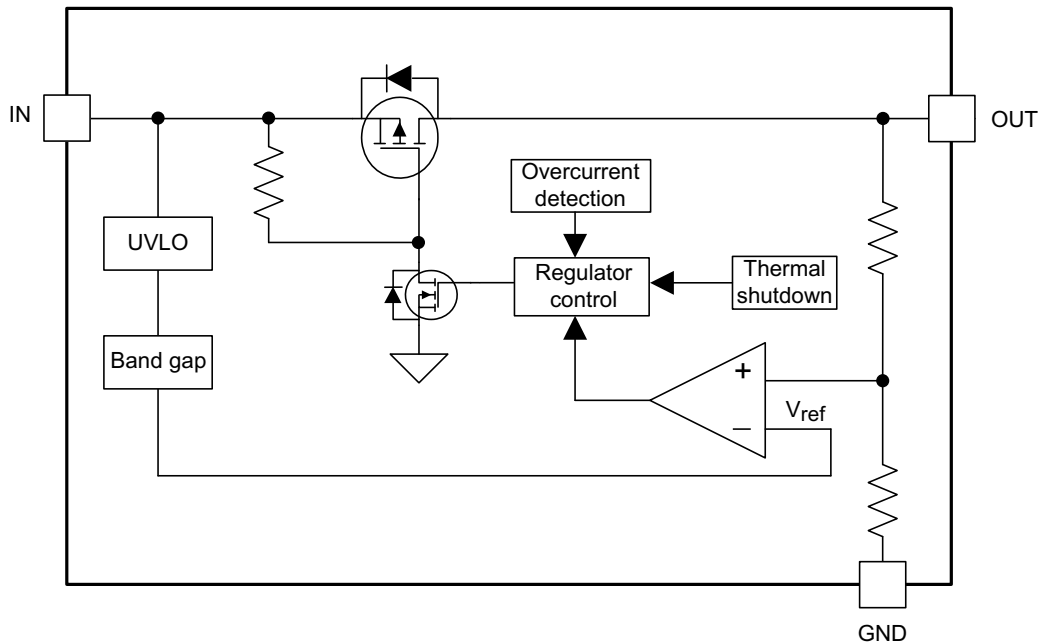 IN
OUT
Overcurrent
detection
UVLO
Regulator
control
Thermal
shutdown
Band gap
+
Vref
−
GND